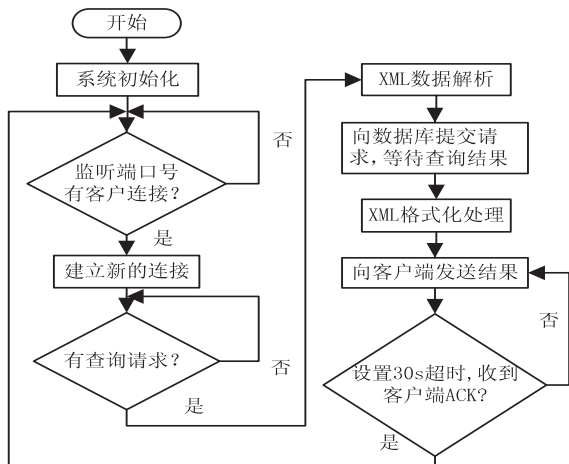 开始
系统初始化
否
监听端口号
有客户连接？
是
建立新的连接
有查询请求？
否
是
XML数据解析
向数据库提交请
求,等待查询结果
XML格式化处理
向客户端发送结果
否
设置30s超时,收到
客户端ACK?
是